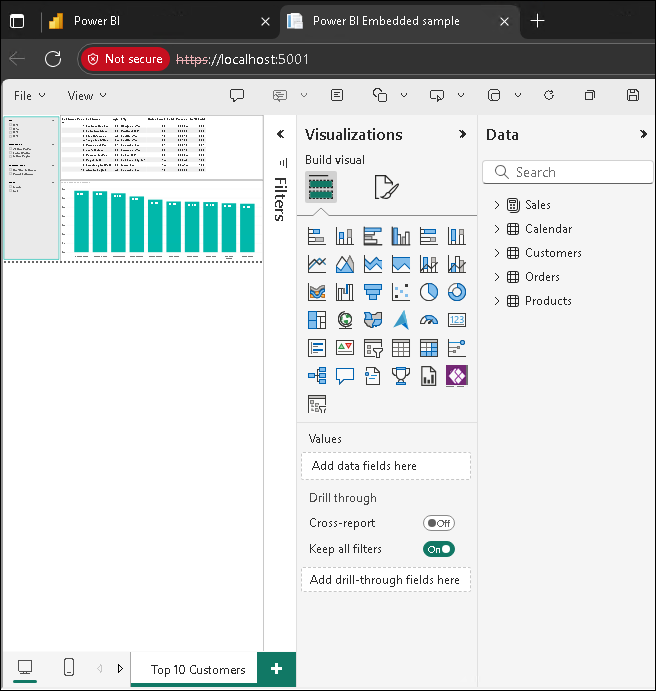 Power BI
Power BI Embedded sample
Not secure
https://localhost:5001
File
View
Filters
Visualizations
Build visual
123
Values
Add data fields here
Drill through
Cross-report
Off
Keep all filters
On
Add drill-through fields here
Data
Search
Sales
Calendar
Customers
Orders
Products
Top 10 Customers